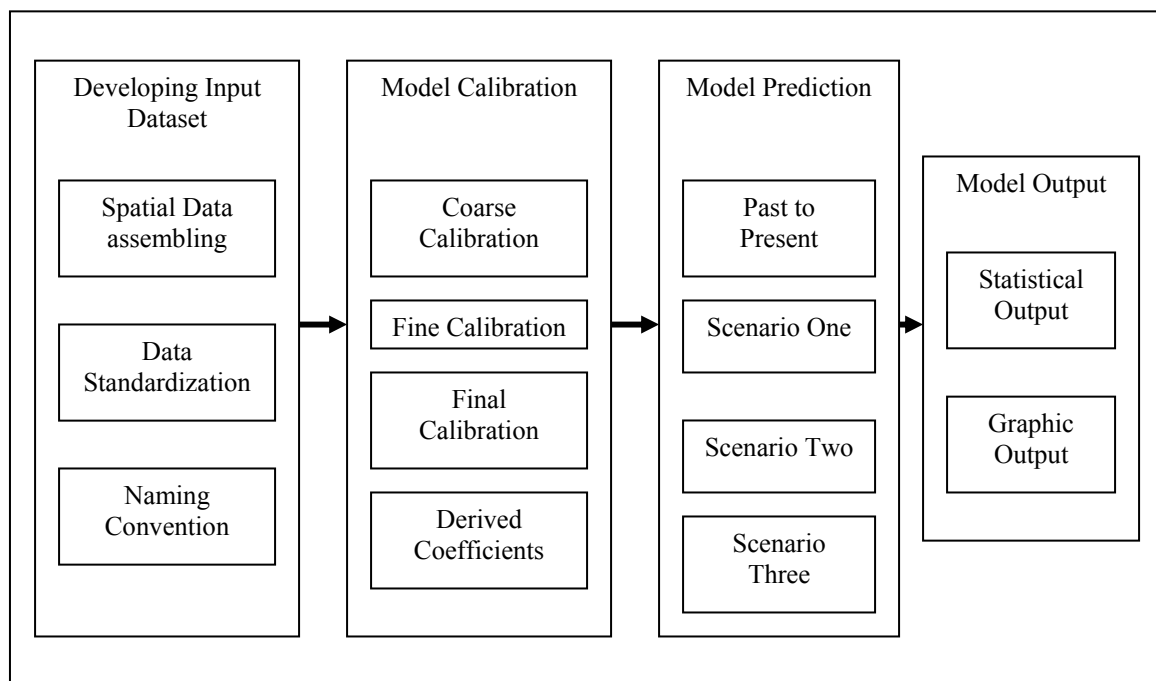 Developing Input
Dataset
Spatial Data
assembling
Data
Standardization
Naming
Convention
Model Calibration
Coarse
Calibration
Fine Calibration
Final
Calibration
Derived
Coefficients
Model Prediction
Past to
Present
Scenario One
Scenario Two
Scenario
Three
Model Output
Statistical
Output
Graphic
Output